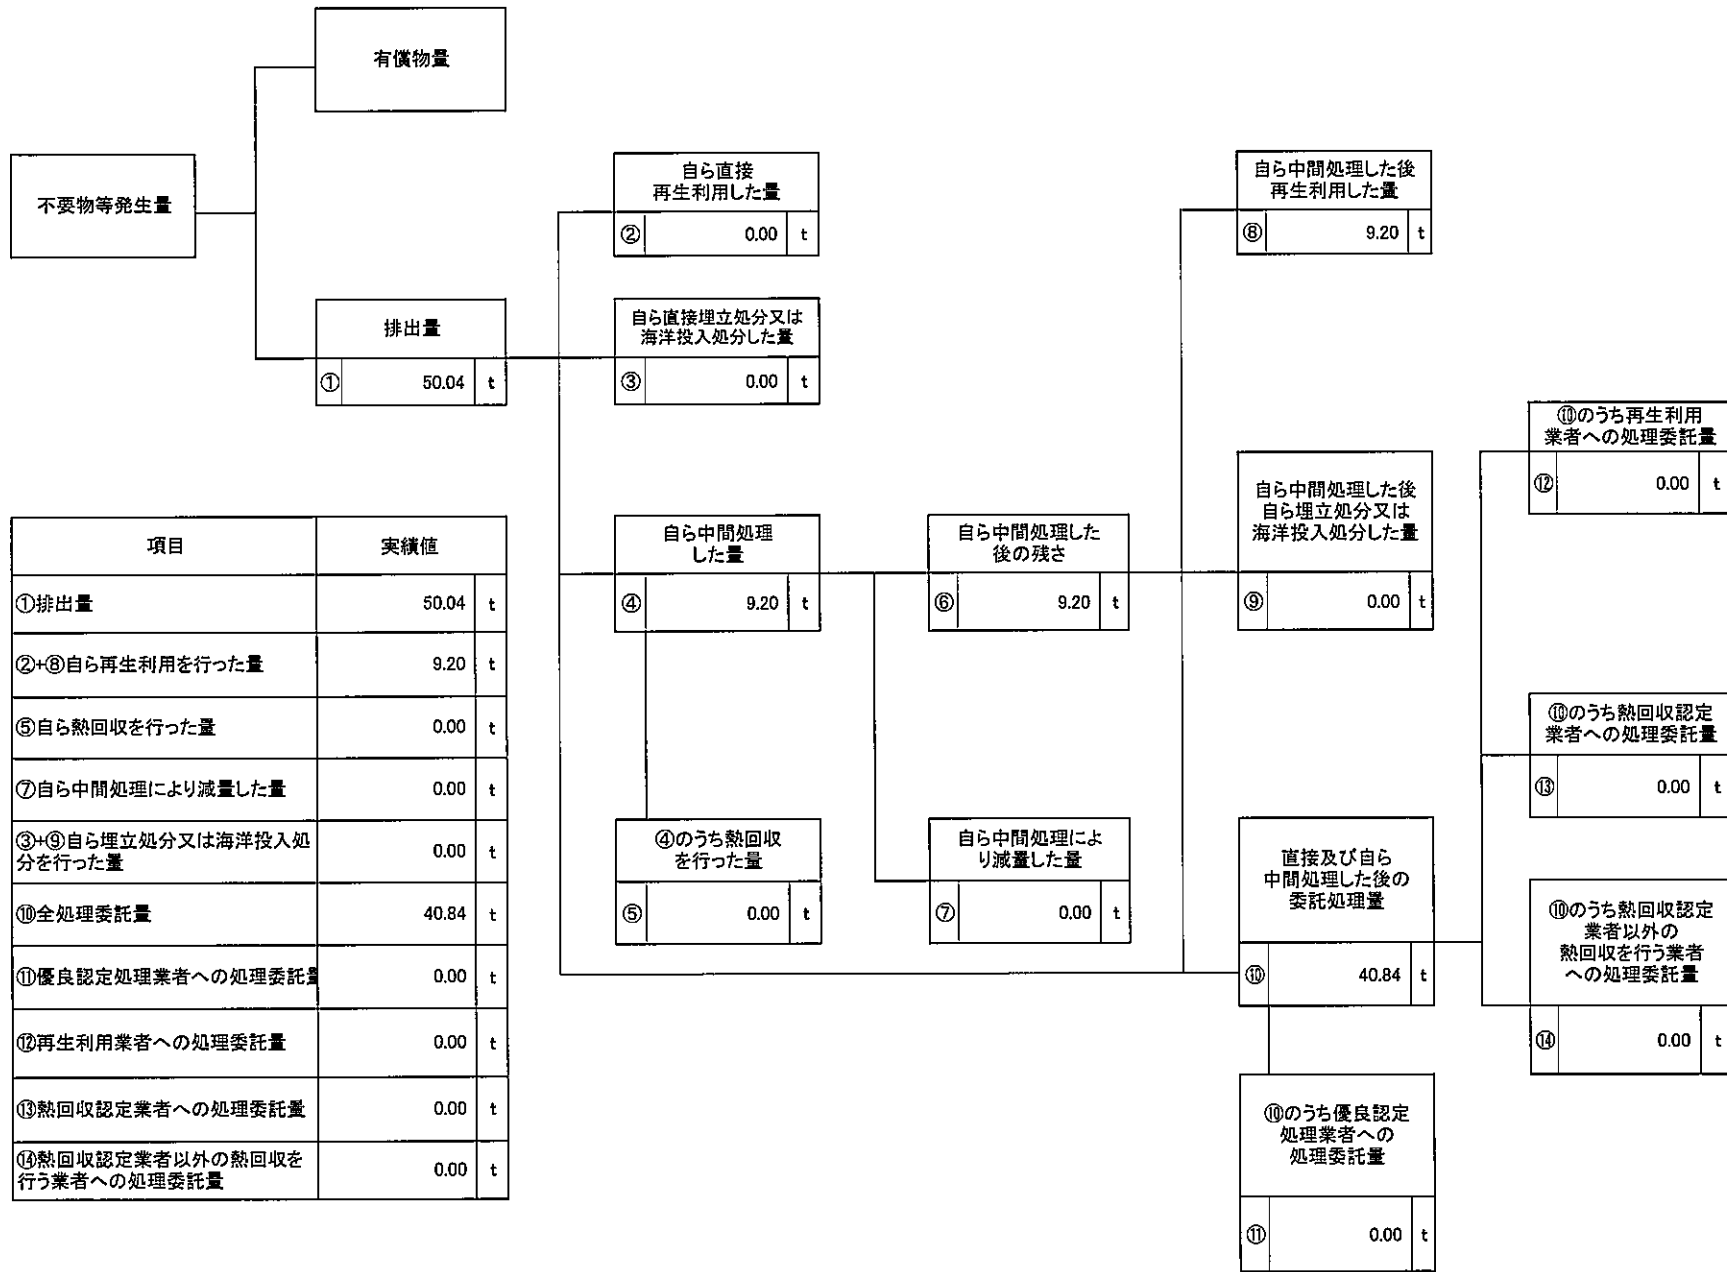 有償物量
不要物等発生量
排出量
① 50.04 t
自ら直接
再生利用した量
② 0.00 t
自ら直接埋立処分又は
海洋投入処分した量
③ 0.00 t
自ら中間処理
した量
④ 9.20 t
④のうち熱回収
を行った量
⑤ 0.00 t
自ら中間処理した
後の残さ
⑥ 9.20 t
自ら中間処理によ
り減量した量
⑦ 0.00 t
自ら中間処理した後
再生利用した量
⑧ 9.20 t
自ら中間処理した後
自ら埋立処分又は
海洋投入処分した量
⑨ 0.00 t
直接及び自ら
中間処理した後の
委託処理量
⑩ 40.84 t
⑩のうち優良認定
処理業者への
処理委託量
⑪ 0.00 t
⑩のうち再生利用
業者への処理委託量
⑫ 0.00 t
⑩のうち熱回収認定
業者への処理委託量
⑬ 0.00 t
⑩のうち熱回収認定
業者以外の
熱回収を行う業者
への処理委託量
⑭ 0.00 t
項目 実績値
①排出量 50.04 t
②+⑧自ら再生利用を行った量 9.20 t
⑤自ら熱回収を行った量 0.00 t
⑦自ら中間処理により減量した量 0.00 t
③+⑨自ら埋立処分又は海洋投入処
分を行った量 0.00 t
⑩全処理委託量 40.84 t
⑪優良認定処理業者への処理委託量 0.00 t
⑫再生利用業者への処理委託量 0.00 t
⑬熱回収認定業者への処理委託量 0.00 t
⑭熱回収認定業者以外の熱回収を
行う業者への処理委託量 0.00 t